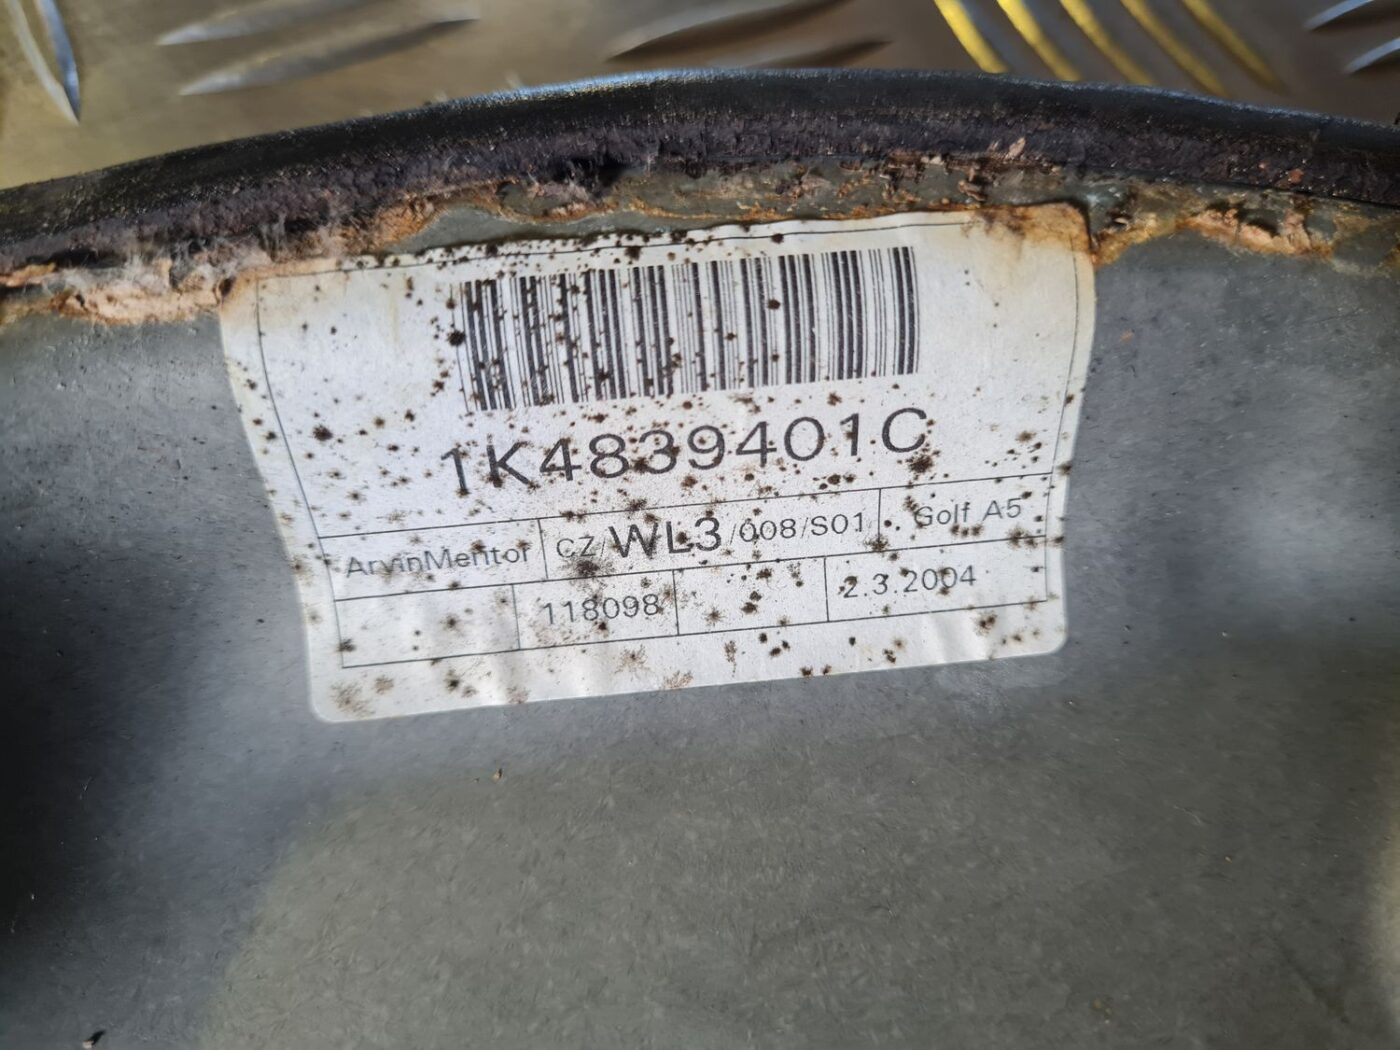 1K4839401C
ArvinMeritor CZ/WL3/008/S01 Golf A5
118098 2.3.2004